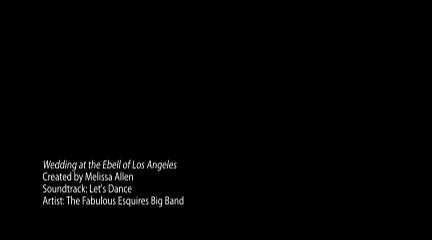 Wedding at the Ebell of Los Angeles
Created by Melissa Allen
Soundtrack: Let's Dance
Artist: The Fabulous Esquires Big Band